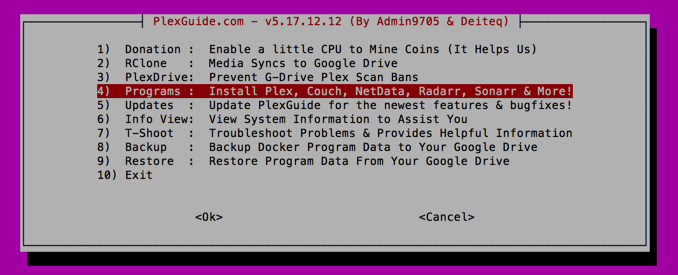 PlexGuide.com - v5.17.12.12 (By Admin9705 & Deiteq)
1) Donation : Enable a little CPU to Mine Coins (It Helps Us)
2) RClone : Media Syncs to Google Drive
3) PlexDrive: Prevent G-Drive Plex Scan Bans
4) Programs : Install Plex, Couch, NetData, Radarr, Sonarr & More!
5) Updates : Update PlexGuide for the newest features & bugfixes!
6) Info View: View System Information to Assist You
7) T-Shoot : Troubleshoot Problems & Provides Helpful Information
8) Backup : Backup Docker Program Data to Your Google Drive
9) Restore : Restore Program Data From Your Google Drive
10) Exit
<Ok> <Cancel>